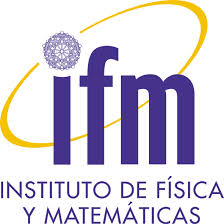 ifm
INSTITUTO DE FÍSICA
Y MATEMÁTICAS